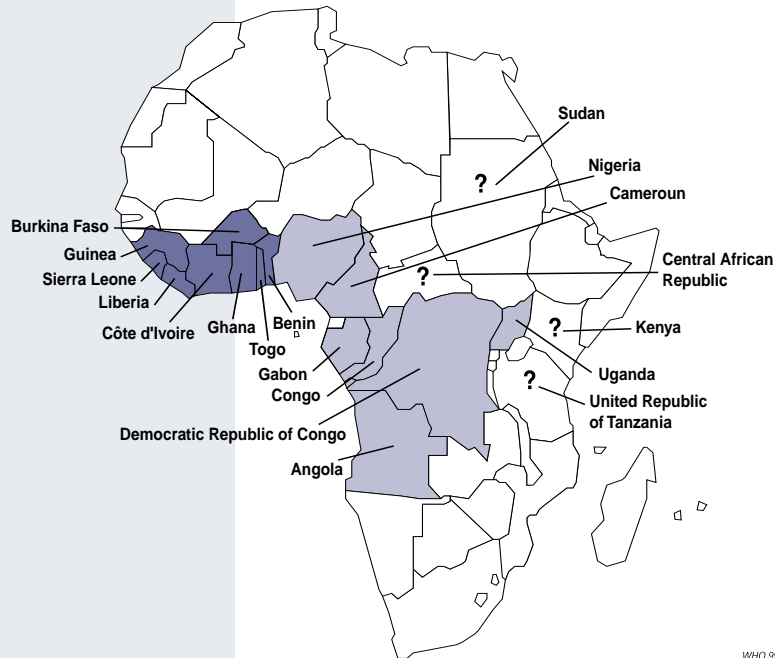 Sudan
?
Nigeria
Cameroun
Burkina Faso
Guinea
Sierra Leone
Liberia
Côte d'Ivoire
Ghana
Togo
Benin
?
Central African
Republic
?
Kenya
Gabon
Congo
Uganda
?
United Republic
of Tanzania
Democratic Republic of Congo
Angola
WHO